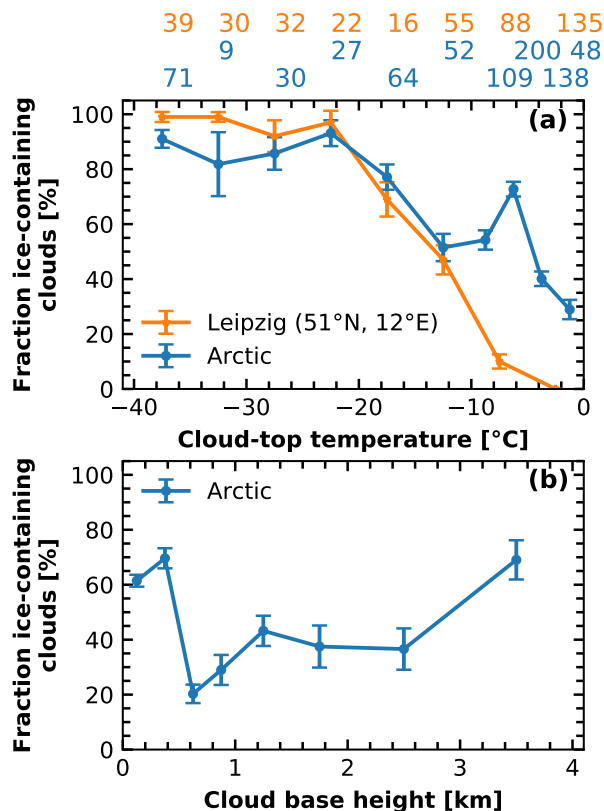 39 30 32 22 16 55 88 135
9 27 52 200 48
71 30 64 109 138
100
80
60
40
20
0
Fraction ice-containing
clouds [%]
(a)
Leipzig (51°N, 12°E)
Arctic
−40 −30 −20 −10 0
Cloud-top temperature [°C]
100
80
60
40
20
0
Fraction ice-containing
clouds [%]
Arctic
(b)
0 1 2 3 4
Cloud base height [km]